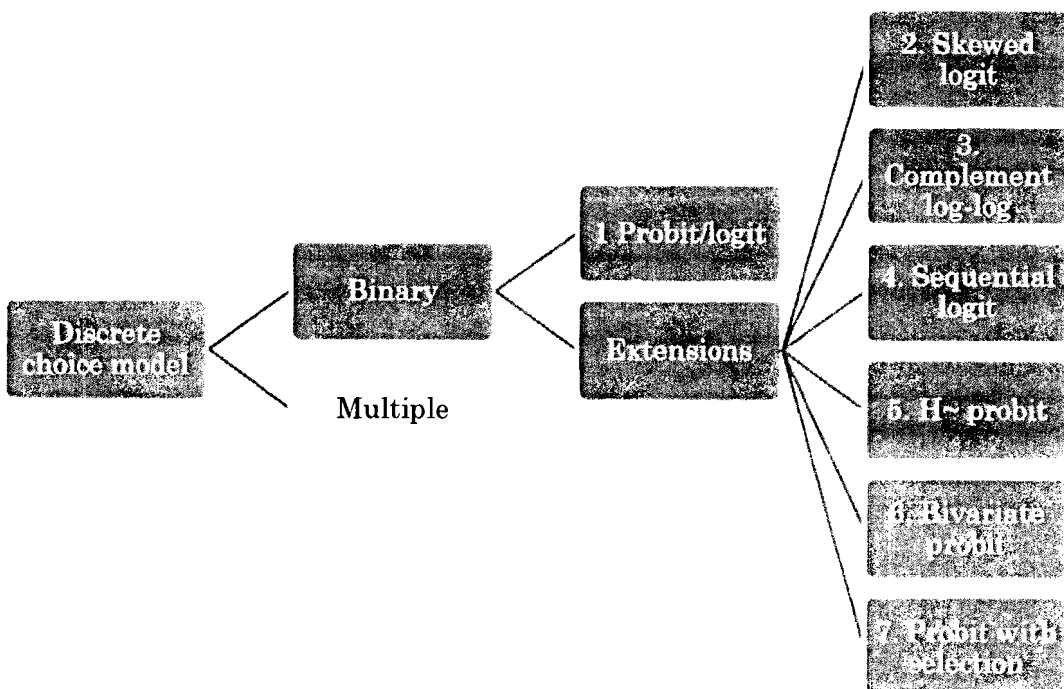 Discrete
choice model
Binary
Multiple
1 Probit/logit
Extensions
2. Skewed
logit
3.
Complement
log-log
4. Sequential
logit
5. H~ probit
6. Bivariate
probit
7. Probit with
selection